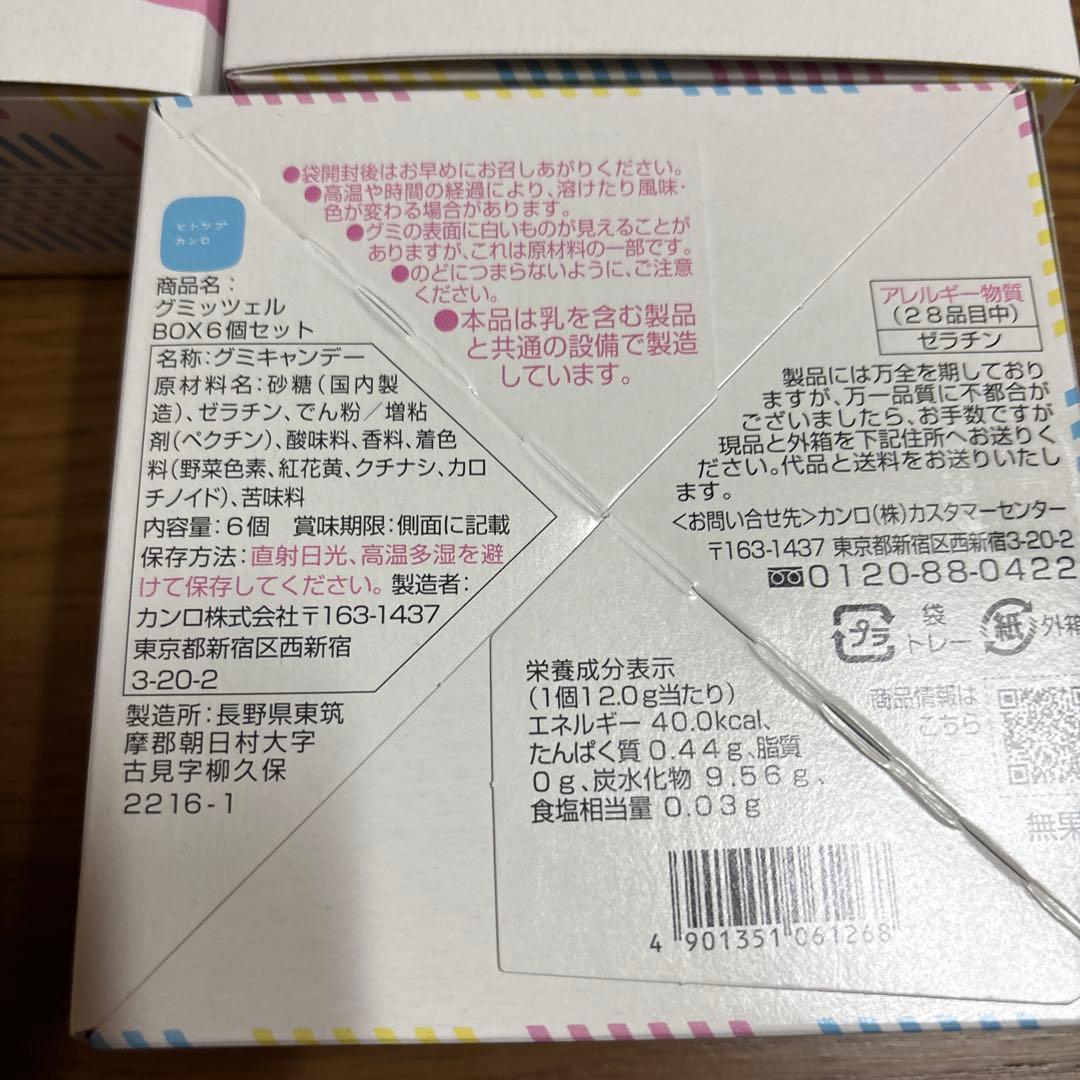 ヒトツブ
カンロ
商品名：
グミッツェル
BOX6個セット
名称：グミキャンデー
原材料名：砂糖（国内製
造）、ゼラチン、でん粉／増粘
剤（ペクチン）、酸味料、香料、着色
料（野菜色素、紅花黄、クチナシ、カロ
チノイド）、苦味料
内容量：6個　賞味期限：側面に記載
保存方法：直射日光、高温多湿を避
けて保存してください。製造者：
カンロ株式会社〒163-1437
東京都新宿区西新宿
3-20-2
製造所：長野県東筑
摩郡朝日村大字
古見字柳久保
2216-1
●袋開封後はお早めにお召しあがりください。
●高温や時間の経過により、溶けたり風味・
色が変わる場合があります。
●グミの表面に白いものが見えることが
ありますが、これは原材料の一部です。
●のどにつまらないように、ご注意
ください。
●本品は乳を含む製品
と共通の設備で製造
しています。
アレルギー物質
（28品目中）
ゼラチン
製品には万全を期しており
ますが、万一品質に不都合が
ございましたら、お手数ですが
現品と外箱を下記住所へお送りく
ださい。代品と送料をお送りいたし
ます。
＜お問い合せ先＞カンロ（株）カスタマーセンター
〒163-1437 東京都新宿区西新宿3-20-2
0120-88-0422
プラ
袋
トレー
紙
外箱
商品情報は
こちら
無果
栄養成分表示
（1個12.0g当たり）
エネルギー 40.0kcal、
たんぱく質 0.44g、脂質
0g、炭水化物 9.56g、
食塩相当量 0.03g
4 901351 061268